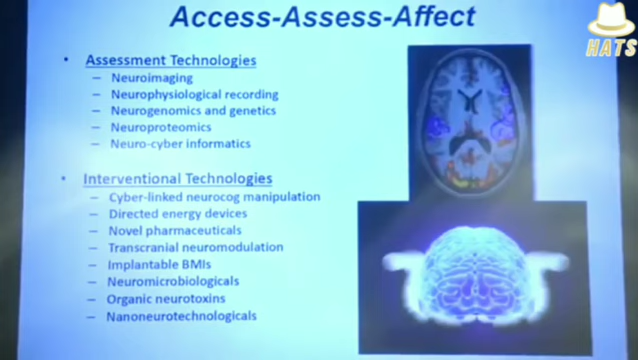 Access-Assess-Affect
HATS
• Assessment Technologies
– Neuroimaging
– Neurophysiological recording
– Neurogenomics and genetics
– Neuroproteomics
– Neuro-cyber informatics
• Interventional Technologies
– Cyber-linked neurocog manipulation
– Directed energy devices
– Novel pharmaceuticals
– Transcranial neuromodulation
– Implantable BMIs
– Neuromicrobiologicals
– Organic neurotoxins
– Nanoneurotechnologicals